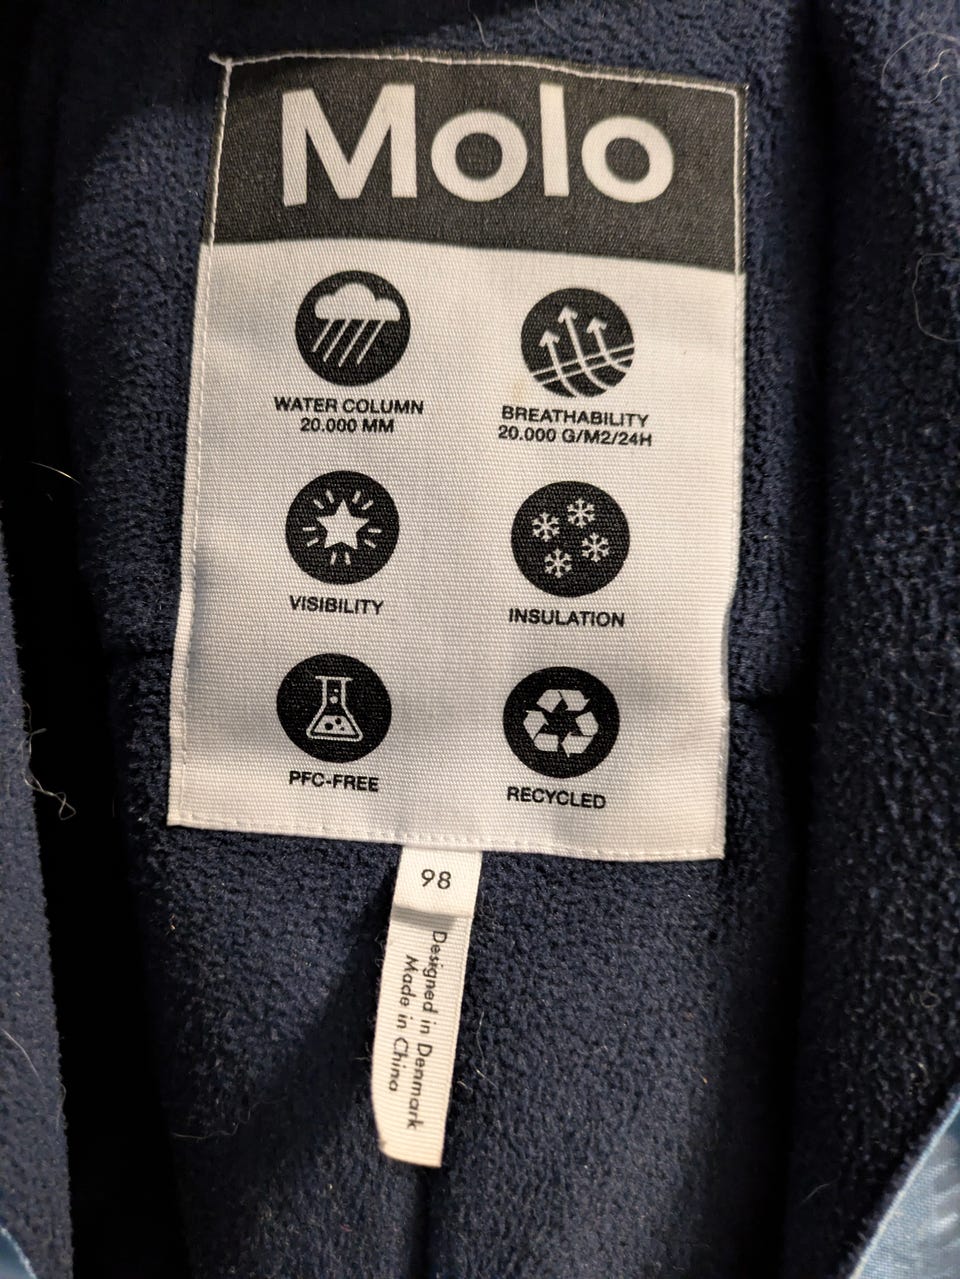 Molo
WATER COLUMN
20.000 MM
BREATHABILITY
20.000 G/M2/24H
VISIBILITY
INSULATION
PFC-FREE
RECYCLED
98
Designed in Denmark
Made in China